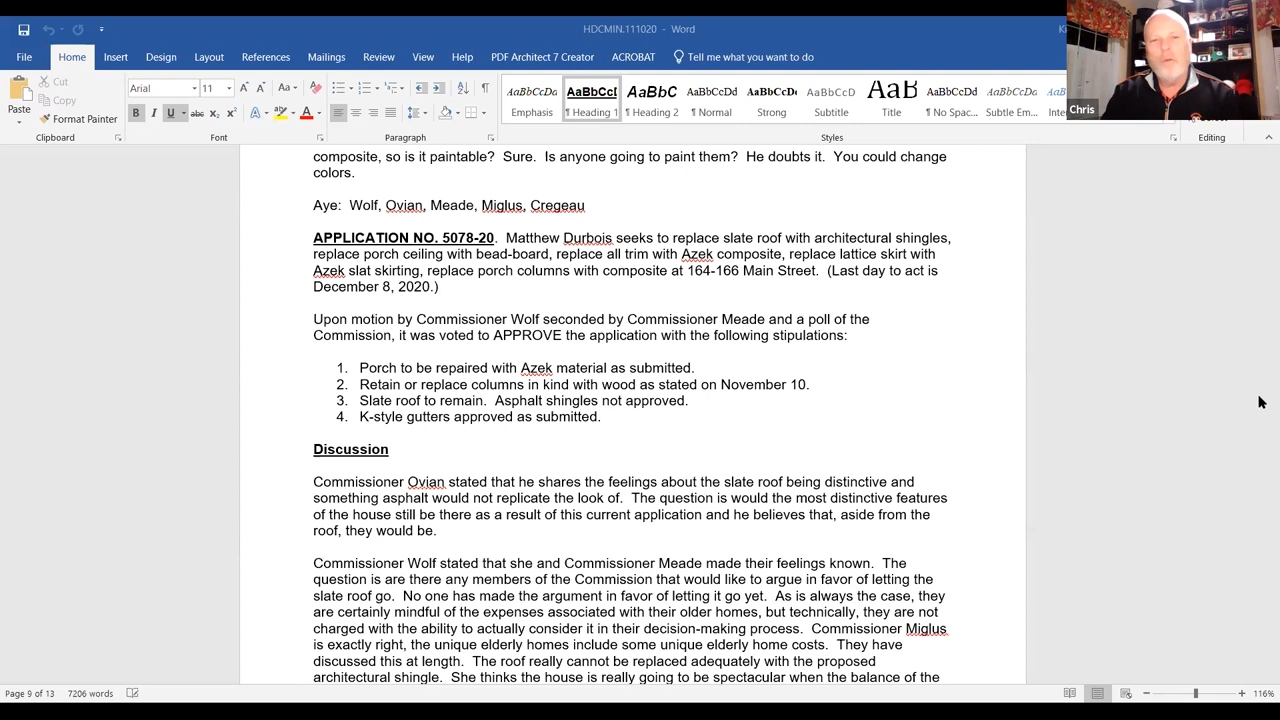 HDCMIN.111020 - Word
File Home Insert Design Layout References Mailings Review View Help PDF Architect 7 Creator ACROBAT Tell me what you want to do
Chris
Paste
Cut
Copy
Format Painter
Arial 11
AaBbCcDc AaBbCcI AaBbC AaBbCcDd AaBbCcDc AaBbCcD AaB AaBbCcDd AaBbCcDd
Emphasis ¶ Heading 1 ¶ Heading 2 ¶ Normal Strong Subtitle Title ¶ No Spac... Subtle Em...
Clipboard Font Paragraph Styles Editing
composite, so is it paintable? Sure. Is anyone going to paint them? He doubts it. You could change
colors.
Aye: Wolf, Ovian, Meade, Miglus, Cregeau
APPLICATION NO. 5078-20. Matthew Durbois seeks to replace slate roof with architectural shingles,
replace porch ceiling with bead-board, replace all trim with Azek composite, replace lattice skirt with
Azek slat skirting, replace porch columns with composite at 164-166 Main Street. (Last day to act is
December 8, 2020.)
Upon motion by Commissioner Wolf seconded by Commissioner Meade and a poll of the
Commission, it was voted to APPROVE the application with the following stipulations:
1. Porch to be repaired with Azek material as submitted.
2. Retain or replace columns in kind with wood as stated on November 10.
3. Slate roof to remain. Asphalt shingles not approved.
4. K-style gutters approved as submitted.
Discussion
Commissioner Ovian stated that he shares the feelings about the slate roof being distinctive and
something asphalt would not replicate the look of. The question is would the most distinctive features
of the house still be there as a result of this current application and he believes that, aside from the
roof, they would be.
Commissioner Wolf stated that she and Commissioner Meade made their feelings known. The
question is are there any members of the Commission that would like to argue in favor of letting the
slate roof go. No one has made the argument in favor of letting it go yet. As is always the case, they
are certainly mindful of the expenses associated with their older homes, but technically, they are not
charged with the ability to actually consider it in their decision-making process. Commissioner Miglus
is exactly right, the unique elderly homes include some unique elderly home costs. They have
discussed this at length. The roof really cannot be replaced adequately with the proposed
architectural shingle. She thinks the house is really going to be spectacular when the balance of the
Page 9 of 13 7206 words 116%